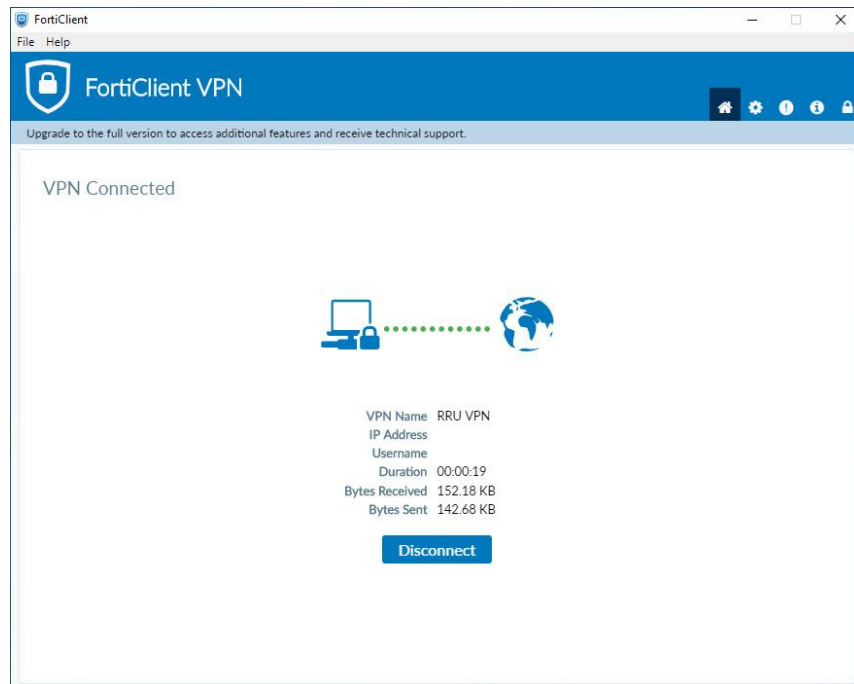 FortiClient
File Help
FortiClient VPN
Upgrade to the full version to access additional features and receive technical support.
VPN Connected
VPN Name RRU VPN
IP Address
Username
Duration 00:00:19
Bytes Received 152.18 KB
Bytes Sent 142.68 KB
Disconnect